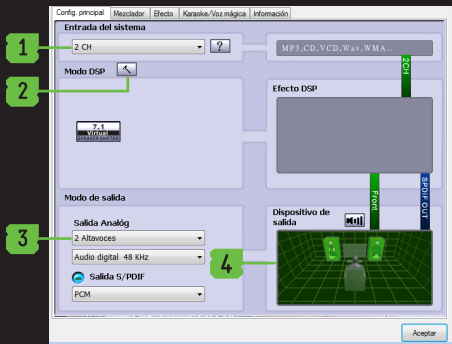 Config. principal Mezclador Efecto Karaoke/Voz mágica Información
Entrada del sistema
1
2 CH
?
MP3,CD,VCD,Wav,WMA..
2CH
2
Modo DSP
Efecto DSP
7.1
Virtual
SPEAKER SHIFTER
Front
SPDIF OUT
Modo de salida
Salida Analóg
Dispositivo de
salida
3
2 Altavoces
Audio digital 48 KHz
4
L R
Salida S/PDIF
PCM
Aceptar